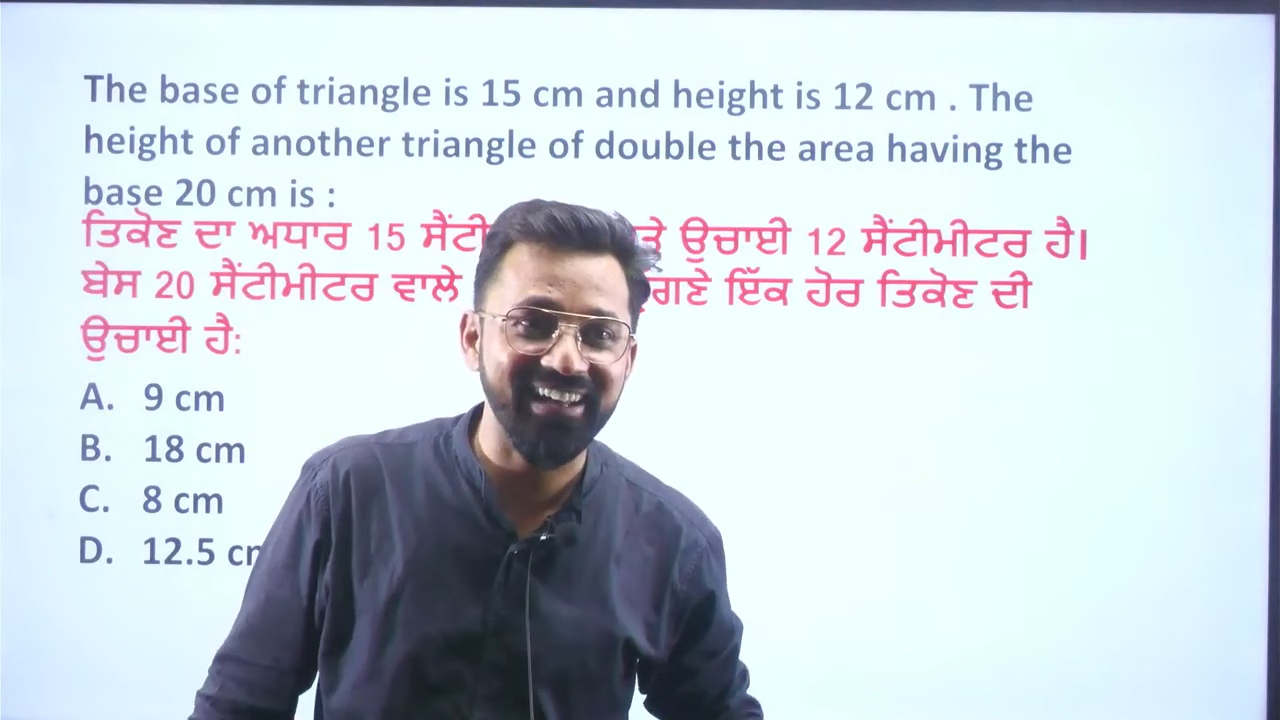 The base of triangle is 15 cm and height is 12 cm . The
height of another triangle of double the area having the
base 20 cm is :
ਤਿਕੋਣ ਦਾ ਅਧਾਰ 15 ਉਚਾਈ 12 ਸੈਂਟੀਮੀਟਰ ਹੈ।
ਬੇਸ 20 ਸੈਂਟੀਮੀਟਰ ਵਾਲੇ ਇੱਕ ਹੋਰ ਤਿਕੋਣ ਦੀ
ਉਚਾਈ ਹੈ:
A. 9 cm
B. 18 cm
C. 8 cm
D. 12.5